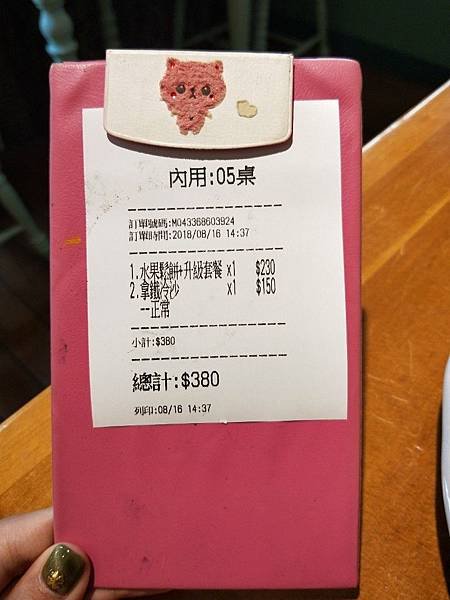 內用:05桌
訂單號碼:M043368603924
訂單時間:2018/08/16 14:37
1.水果鬆餅+升級套餐 x1 $230
2.拿鐵冷沙 x1 $150
--正常
小計:$380
總計:$380
列印:08/16 14:37